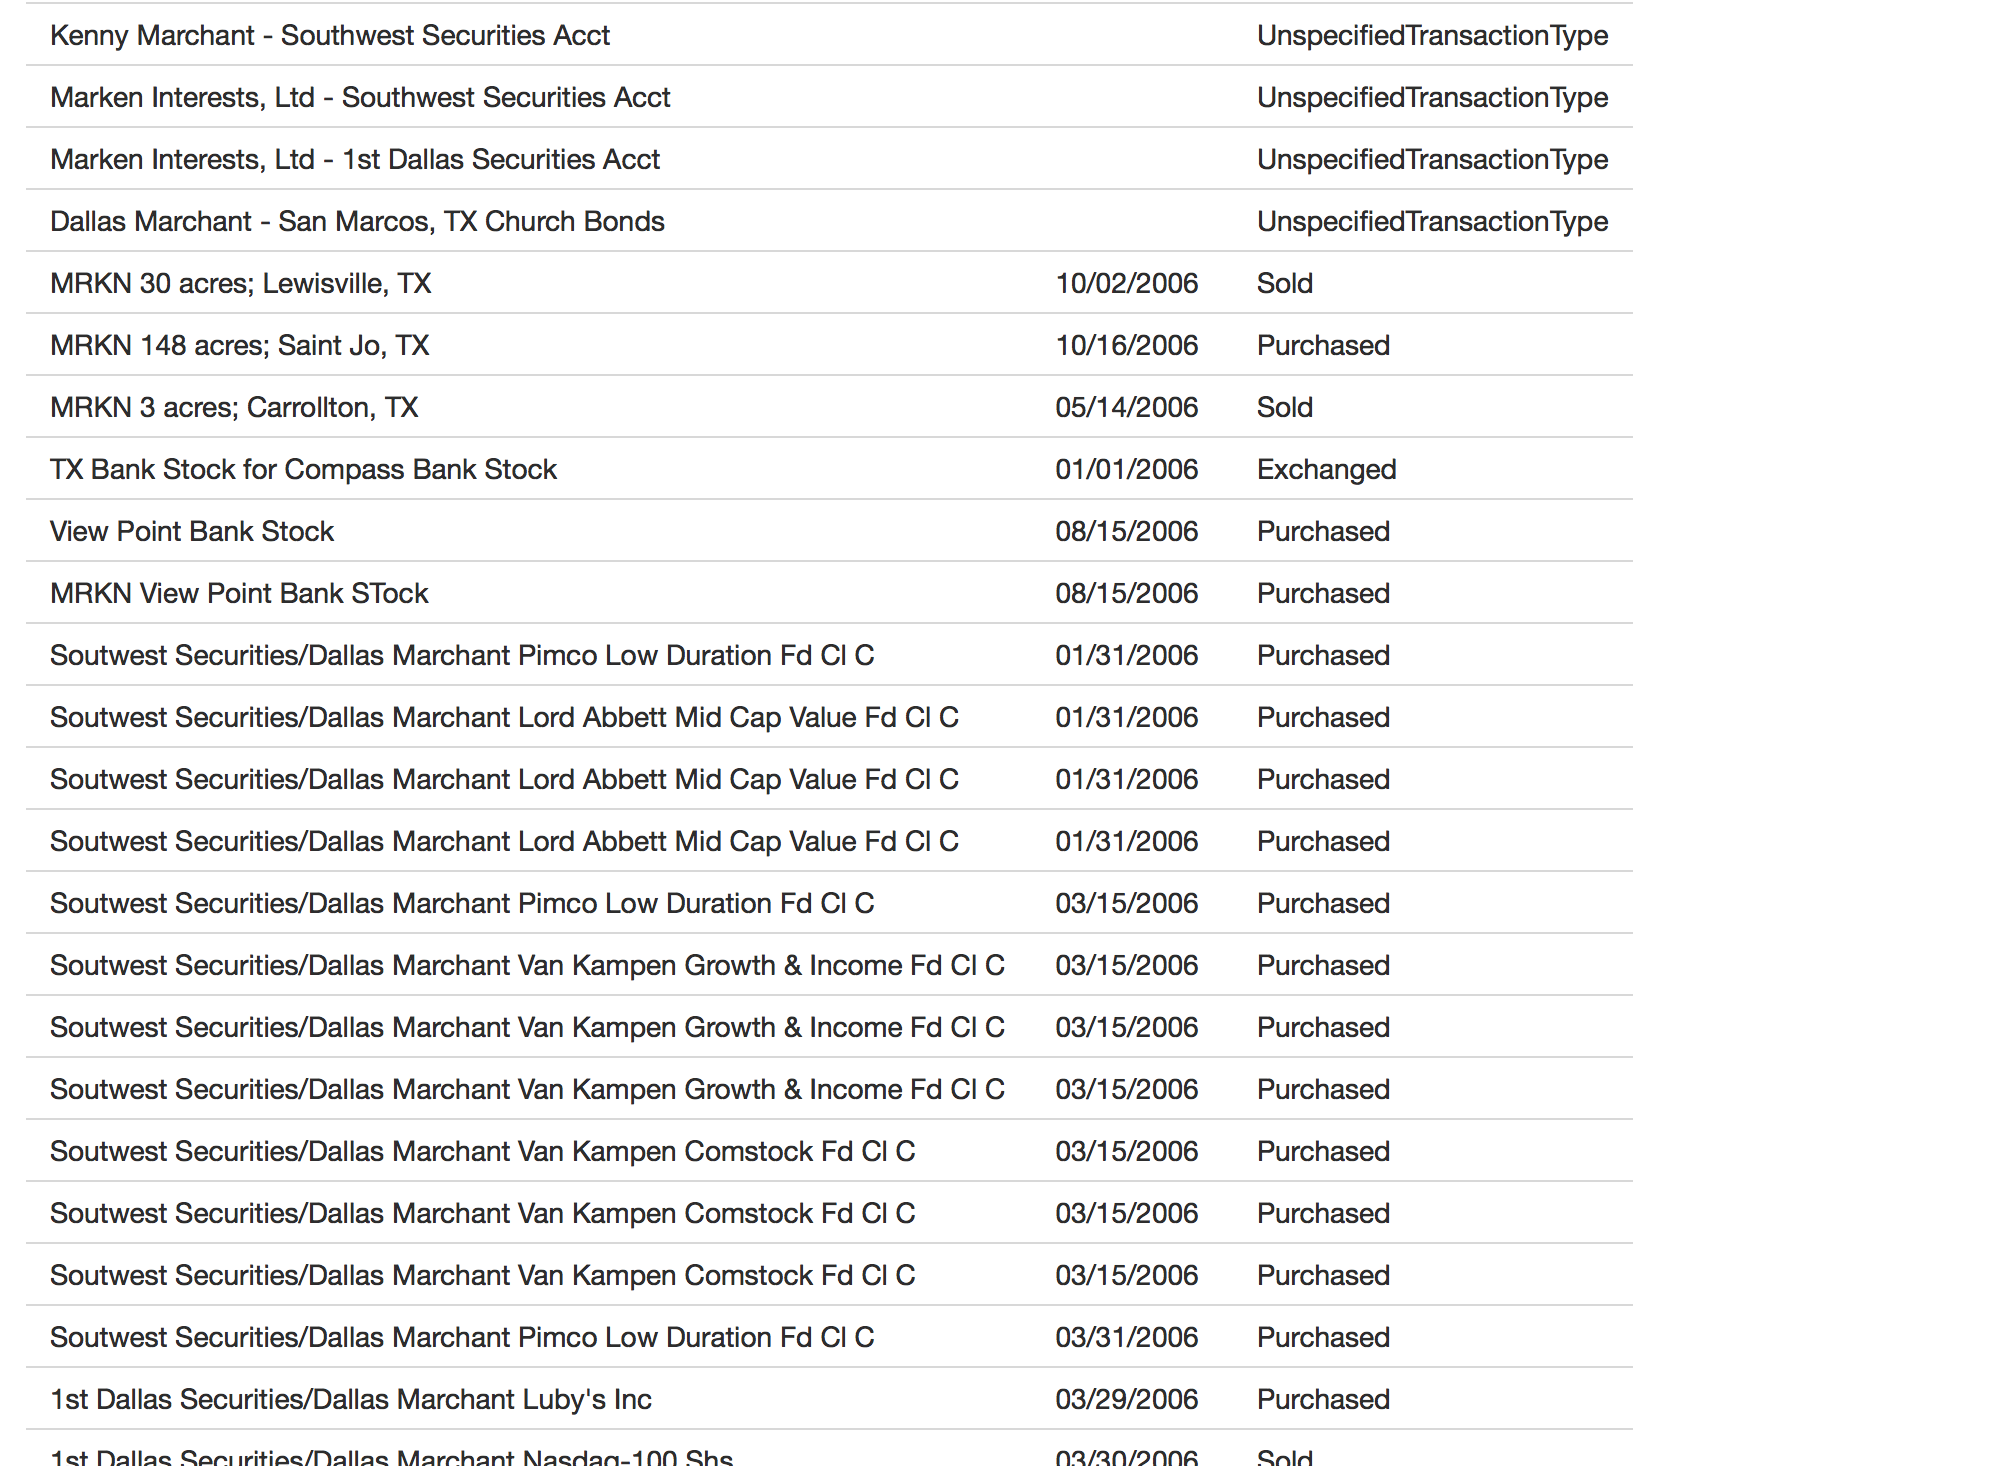 Kenny Marchant - Southwest Securities Acct UnspecifiedTransactionType
Marken Interests, Ltd - Southwest Securities Acct UnspecifiedTransactionType
Marken Interests, Ltd - 1st Dallas Securities Acct UnspecifiedTransactionType
Dallas Marchant - San Marcos, TX Church Bonds UnspecifiedTransactionType
MRKN 30 acres; Lewisville, TX 10/02/2006 Sold
MRKN 148 acres; Saint Jo, TX 10/16/2006 Purchased
MRKN 3 acres; Carrollton, TX 05/14/2006 Sold
TX Bank Stock for Compass Bank Stock 01/01/2006 Exchanged
View Point Bank Stock 08/15/2006 Purchased
MRKN View Point Bank STock 08/15/2006 Purchased
Soutwest Securities/Dallas Marchant Pimco Low Duration Fd Cl C 01/31/2006 Purchased
Soutwest Securities/Dallas Marchant Lord Abbett Mid Cap Value Fd Cl C 01/31/2006 Purchased
Soutwest Securities/Dallas Marchant Lord Abbett Mid Cap Value Fd Cl C 01/31/2006 Purchased
Soutwest Securities/Dallas Marchant Lord Abbett Mid Cap Value Fd Cl C 01/31/2006 Purchased
Soutwest Securities/Dallas Marchant Pimco Low Duration Fd Cl C 03/15/2006 Purchased
Soutwest Securities/Dallas Marchant Van Kampen Growth & Income Fd Cl C 03/15/2006 Purchased
Soutwest Securities/Dallas Marchant Van Kampen Growth & Income Fd Cl C 03/15/2006 Purchased
Soutwest Securities/Dallas Marchant Van Kampen Growth & Income Fd Cl C 03/15/2006 Purchased
Soutwest Securities/Dallas Marchant Van Kampen Comstock Fd Cl C 03/15/2006 Purchased
Soutwest Securities/Dallas Marchant Van Kampen Comstock Fd Cl C 03/15/2006 Purchased
Soutwest Securities/Dallas Marchant Van Kampen Comstock Fd Cl C 03/15/2006 Purchased
Soutwest Securities/Dallas Marchant Pimco Low Duration Fd Cl C 03/31/2006 Purchased
1st Dallas Securities/Dallas Marchant Luby's Inc 03/29/2006 Purchased
1st Dallas Securities/Dallas Marchant Nasdaq-100 Shs 03/30/2006 Sold